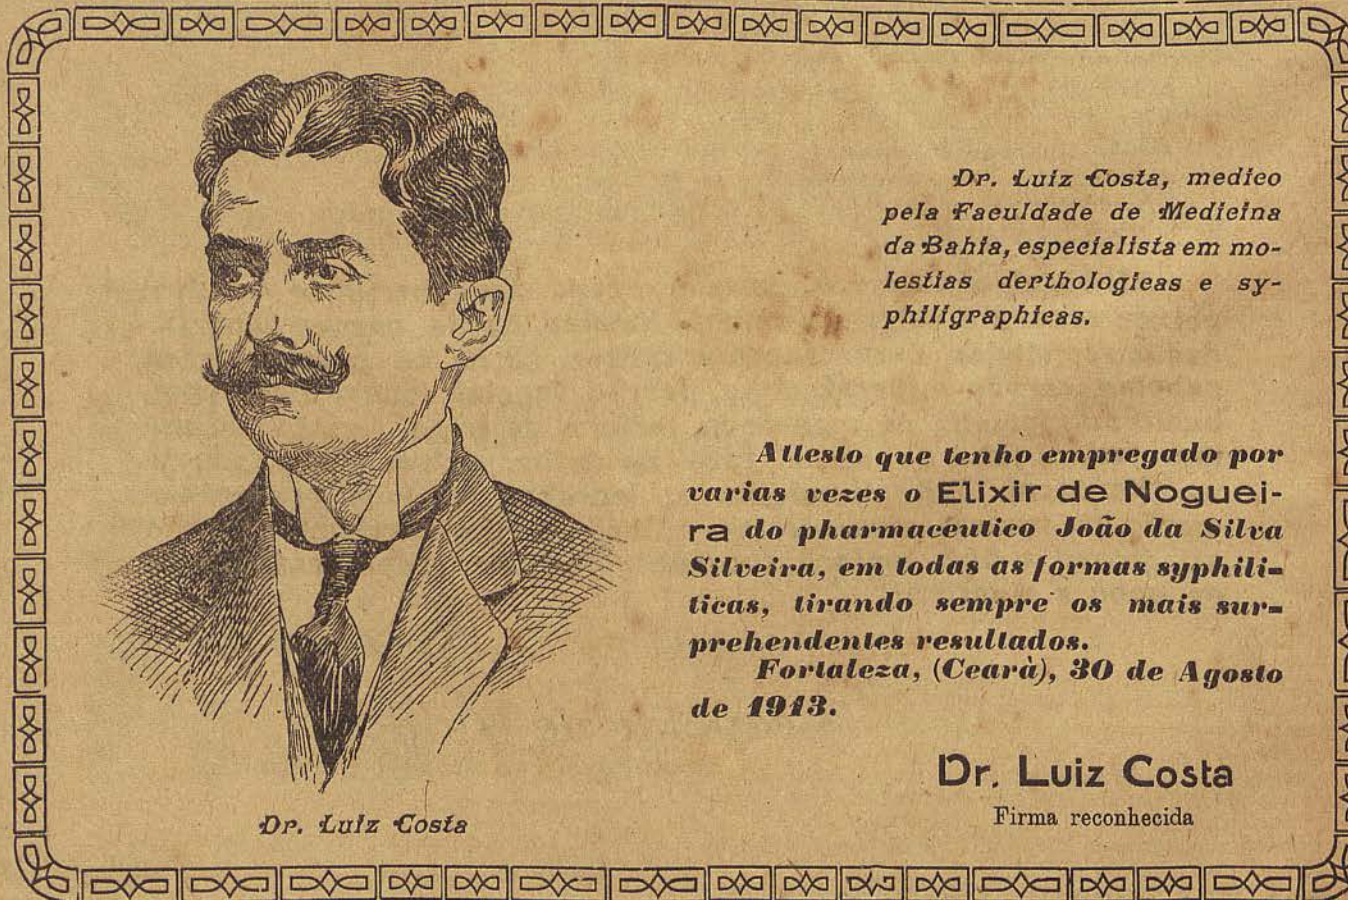 Dr. Luiz Costa, medico
pela Faculdade de Medicina
da Bahia, especialista em mo-
lestias derthologicas e sy-
philigraphicas.
Attesto que tenho empregado por
varias vezes o Elixir de Noguei-
ra do pharmaceutico João da Silva
Silveira, em todas as formas syphili-
ticas, tirando sempre os mais sur-
prehendentes resultados.
Fortaleza, (Cearà), 30 de Agosto
de 1913.
Dr. Luiz Costa
Firma reconhecida
Dr. Luiz Costa